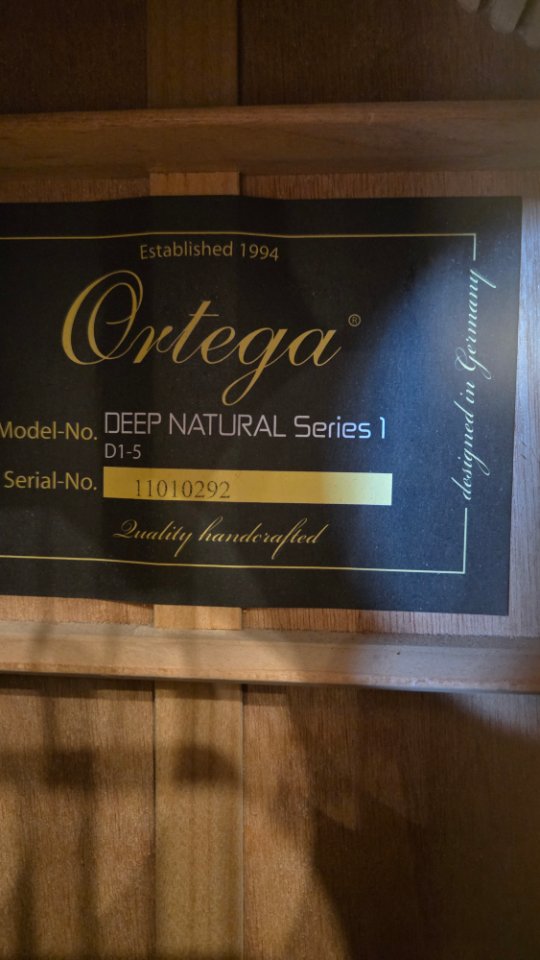 Established 1994
Ortega®
Model-No. DEEP NATURAL Series 1
D1-5
Serial-No. 11010292
Quality handcrafted
designed in Germany